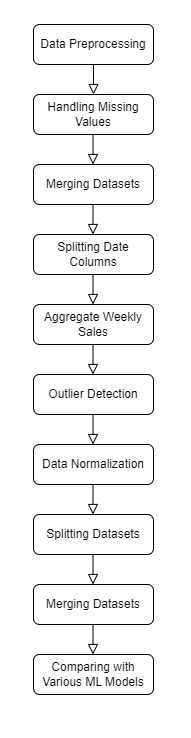 Data Preprocessing
Handling Missing
Values
Merging Datasets
Splitting Date
Columns
Aggregate Weekly
Sales
Outlier Detection
Data Normalization
Splitting Datasets
Merging Datasets
Comparing with
Various ML Models